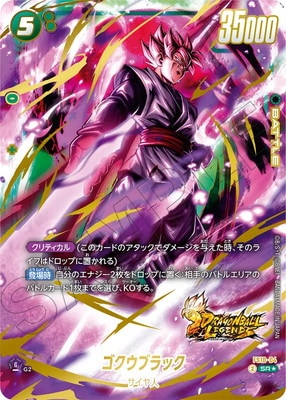 5
35000
BATTLE
クリティカル (このカードのアタックでダメージを与えた時、そのライフはドロップに置かれる)
登場時 自分のエナジー2枚をドロップに置く:相手のバトルエリアのバトルカード1枚までを選び、KOする。
DRAGONBALL
LEGENDS
FS10-04
SR★
G2
ゴクウブラック
サイヤ人